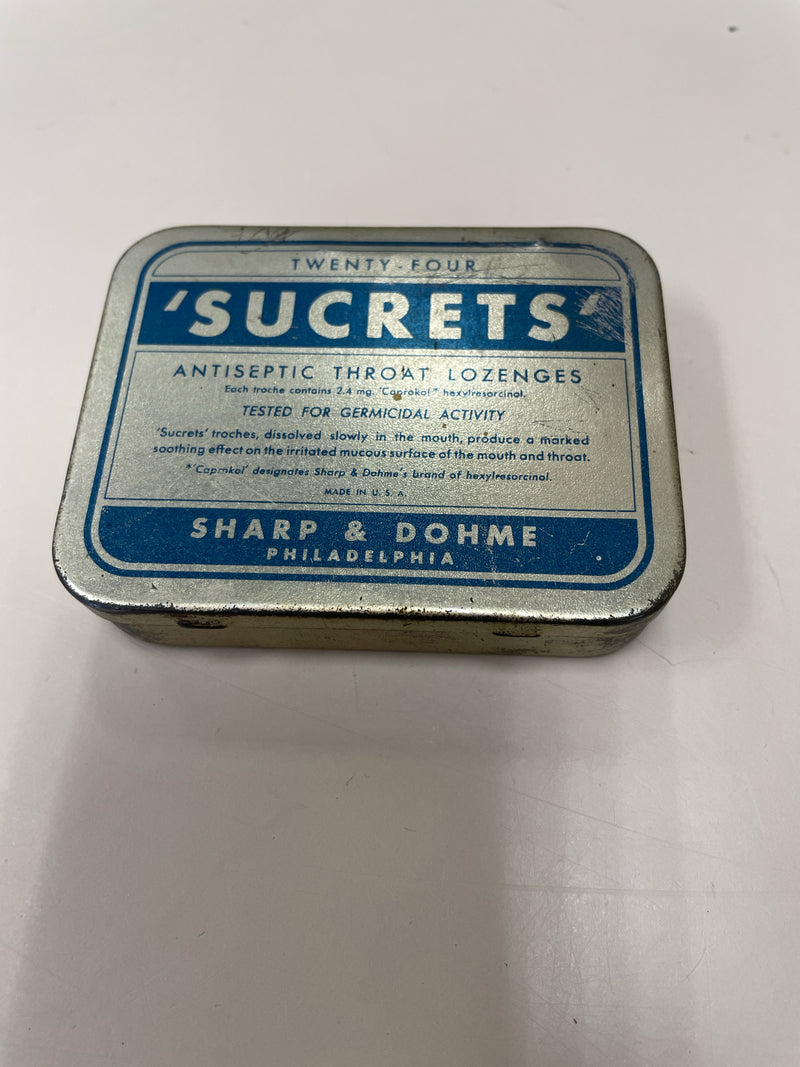 TWENTY-FOUR
'SUCRETS'
ANTISEPTIC THROAT LOZENGES
Each troche contains 2.4 mg. 'Caprokol'* hexylresorcinol.
TESTED FOR GERMICIDAL ACTIVITY
'Sucrets' troches, dissolved slowly in the mouth, produce a marked
soothing effect on the irritated mucous surface of the mouth and throat.
*'Caprokol' designates Sharp & Dohme's brand of hexylresorcinol.
MADE IN U. S. A.
SHARP & DOHME
PHILADELPHIA